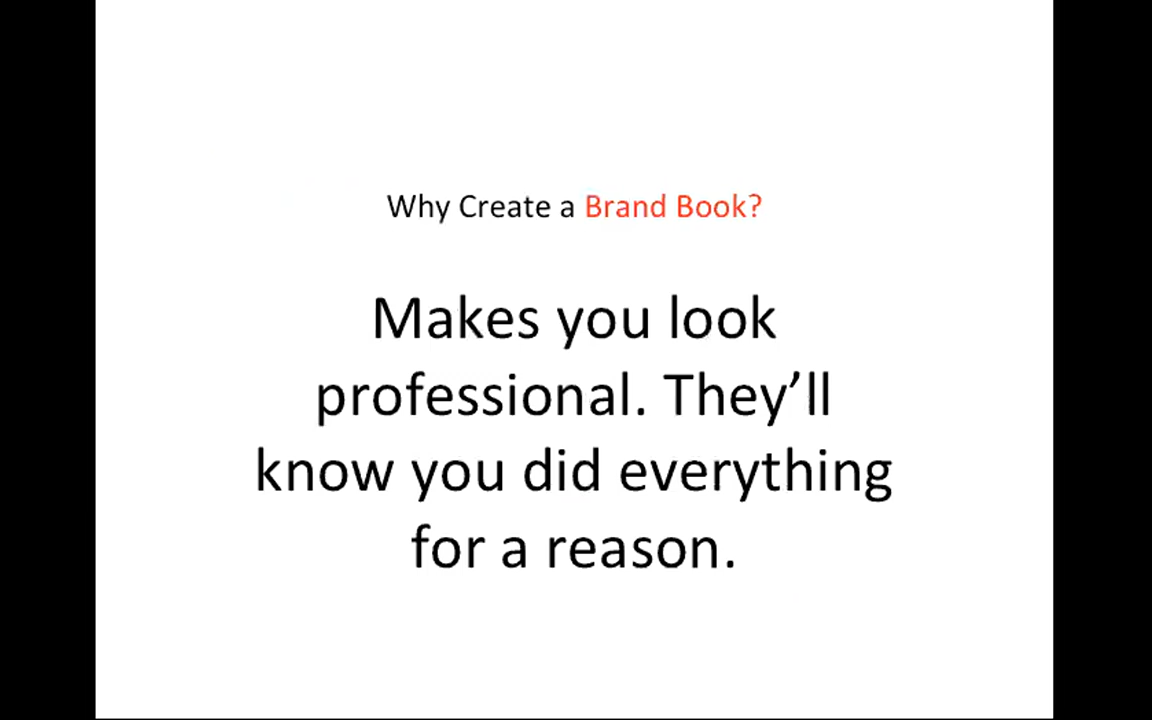 Why Create a Brand Book?
Makes you look
professional. They’ll
know you did everything
for a reason.